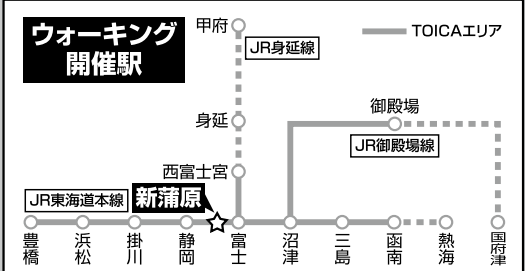 ウォーキング
開催駅
甲府
JR身延線
TOICAエリア
身延
御殿場
JR御殿場線
西富士宮
JR東海道本線
新蒲原
豊橋
浜松
掛川
静岡
富士
沼津
三島
函南
熱海
国府津